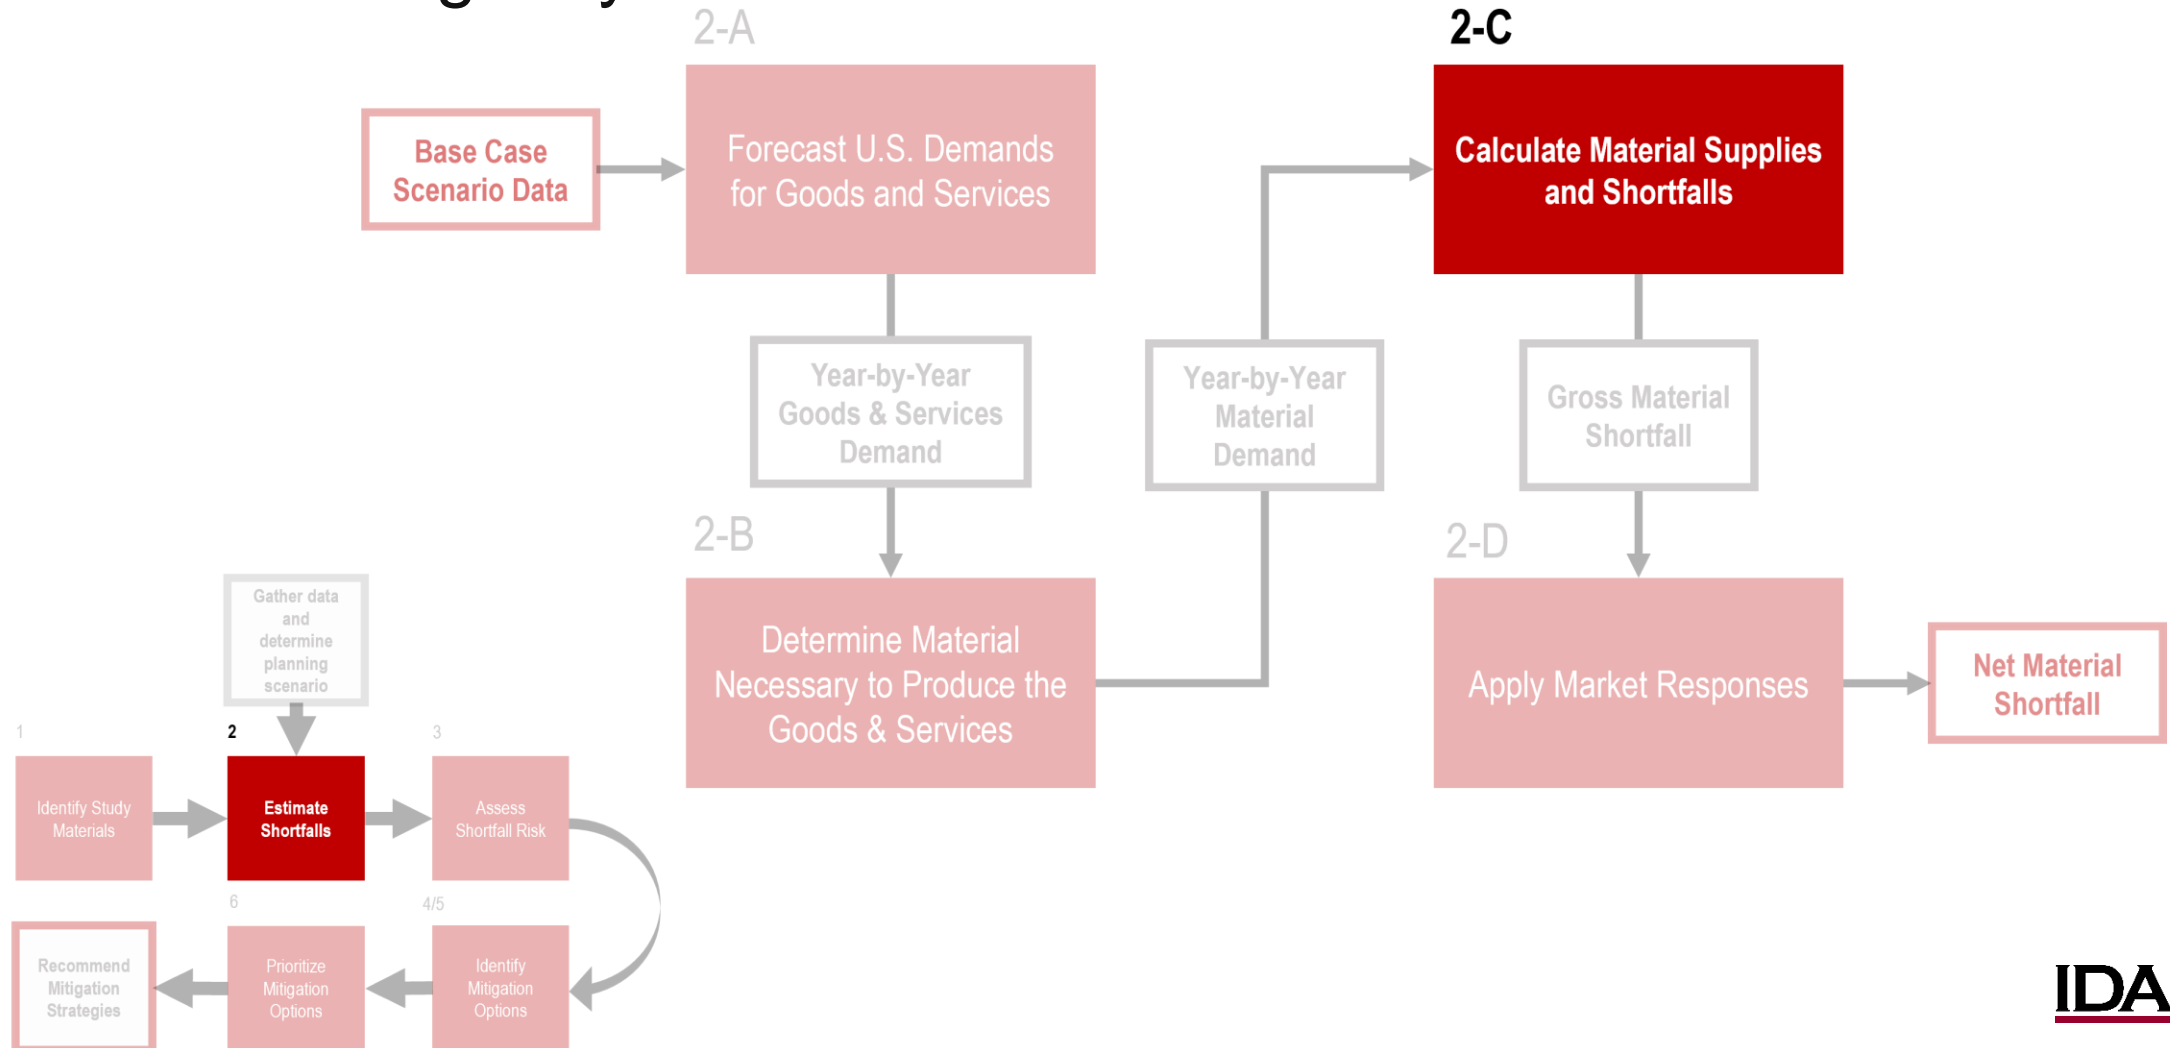 2-A
2-C
Base Case
Scenario Data
Forecast U.S. Demands
for Goods and Services
Calculate Material Supplies
and Shortfalls
Year-by-Year
Goods & Services
Demand
Year-by-Year
Material
Demand
Gross Material
Shortfall
2-B
2-D
Determine Material
Necessary to Produce the
Goods & Services
Apply Market Responses
Net Material
Shortfall
Gather data
and
determine
planning
scenario
1
2
3
Identify Study
Materials
Estimate
Shortfalls
Assess
Shortfall Risk
6
4/5
Recommend
Mitigation
Strategies
Prioritize
Mitigation
Options
Identify
Mitigation
Options
IDA